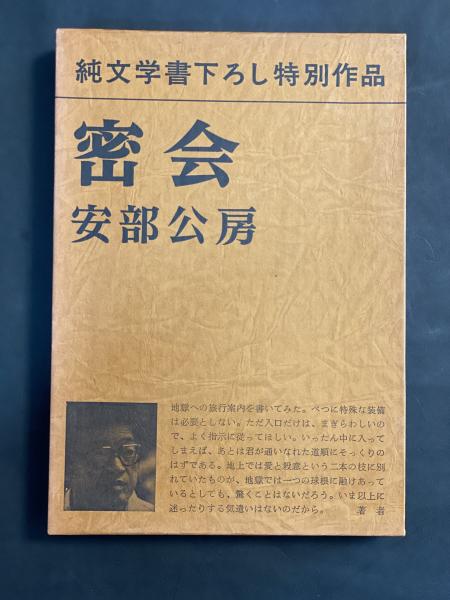 純文学書下ろし特別作品
密会
安部公房
地獄への旅行案内を書いてみた。べつに特殊な装備
は必要としない。ただ入口だけは、まぎらわしいの
で、よく指示に従ってほしい。いったん中に入って
しまえば、あとは君が通いなれた道順にそっくりの
はずである。地上では愛と殺意という二本の枝に別
れていたものが、地獄では一つの球根に融けあって
いるとしても、驚くことはないだろう。いま以上に
迷ったりする気遣いはないのだから。　著者